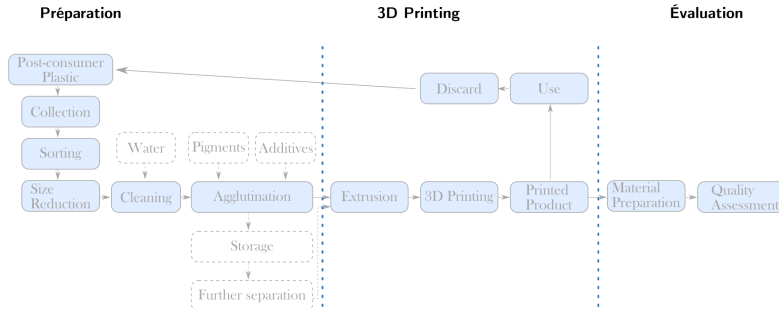 Préparation
3D Printing
Évaluation
Post-consumer
Plastic
Discard
Use
Collection
Sorting
Water
Pigments
Additives
Size
Reduction
Cleaning
Agglutination
Extrusion
3D Printing
Printed
Product
Material
Preparation
Quality
Assessment
Storage
Further separation